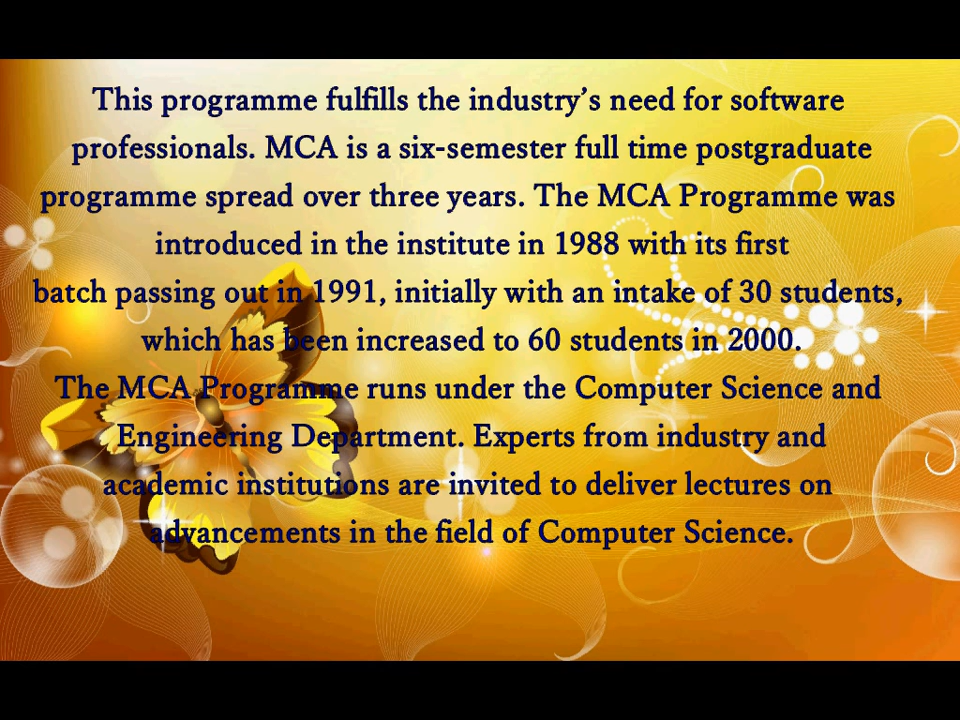 This programme fulfills the industry’s need for software
professionals. MCA is a six-semester full time postgraduate
programme spread over three years. The MCA Programme was
introduced in the institute in 1988 with its first
batch passing out in 1991, initially with an intake of 30 students,
which has been increased to 60 students in 2000.
The MCA Programme runs under the Computer Science and
Engineering Department. Experts from industry and
academic institutions are invited to deliver lectures on
advancements in the field of Computer Science.